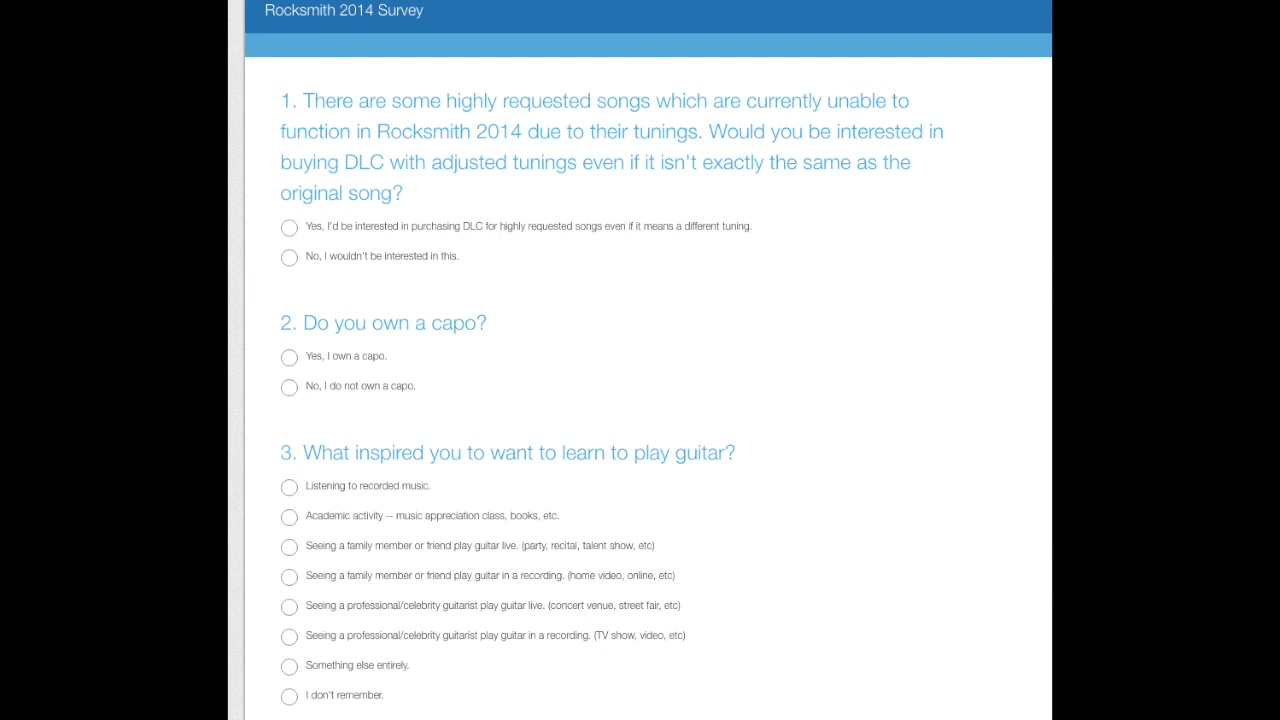 Rocksmith 2014 Survey
1. There are some highly requested songs which are currently unable to
function in Rocksmith 2014 due to their tunings. Would you be interested in
buying DLC with adjusted tunings even if it isn't exactly the same as the
original song?
Yes, I'd be interested in purchasing DLC for highly requested songs even if it means a different tuning.
No, I wouldn't be interested in this.
2. Do you own a capo?
Yes, I own a capo.
No, I do not own a capo.
3. What inspired you to want to learn to play guitar?
Listening to recorded music.
Academic activity -- music appreciation class, books, etc.
Seeing a family member or friend play guitar live. (party, recital, talent show, etc)
Seeing a family member or friend play guitar in a recording. (home video, online, etc)
Seeing a professional/celebrity guitarist play guitar live. (concert venue, street fair, etc)
Seeing a professional/celebrity guitarist play guitar in a recording. (TV show, video, etc)
Something else entirely.
I don't remember.